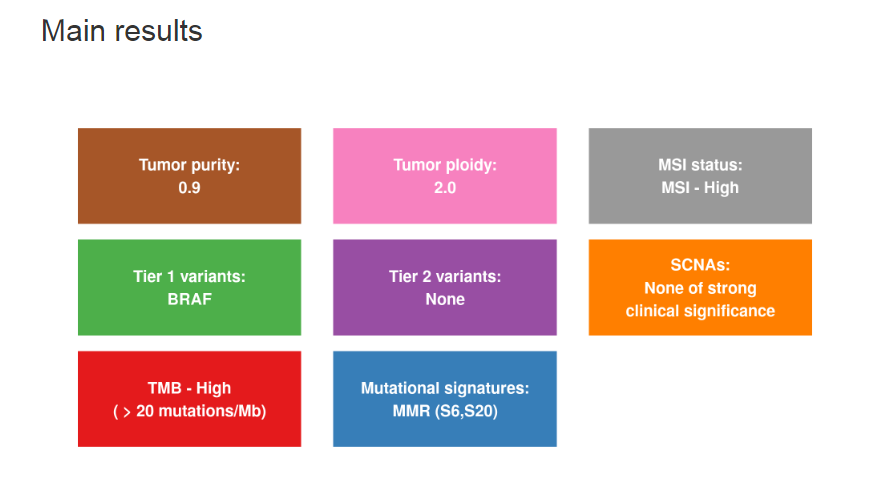 Main results
Tumor purity:
0.9
Tumor ploidy:
2.0
MSI status:
MSI - High
Tier 1 variants:
BRAF
Tier 2 variants:
None
SCNAs:
None of strong
clinical significance
TMB - High
( > 20 mutations/Mb)
Mutational signatures:
MMR (S6,S20)